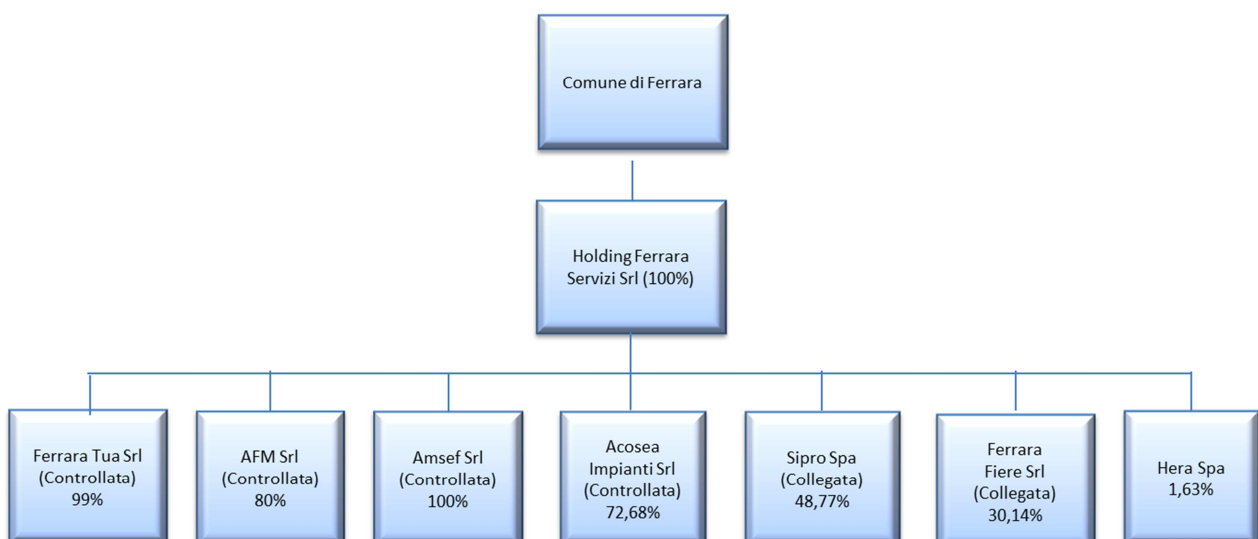 Comune di Ferrara
Holding Ferrara
Servizi Srl (100%)
Ferrara Tua Srl
(Controllata)
99%
AFM Srl
(Controllata)
80%
Amsef Srl
(Controllata)
100%
Acosea
Impianti Srl
(Controllata)
72,68%
Sipro Spa
(Collegata)
48,77%
Ferrara
Fiere Srl
(Collegata)
30,14%
Hera Spa
1,63%